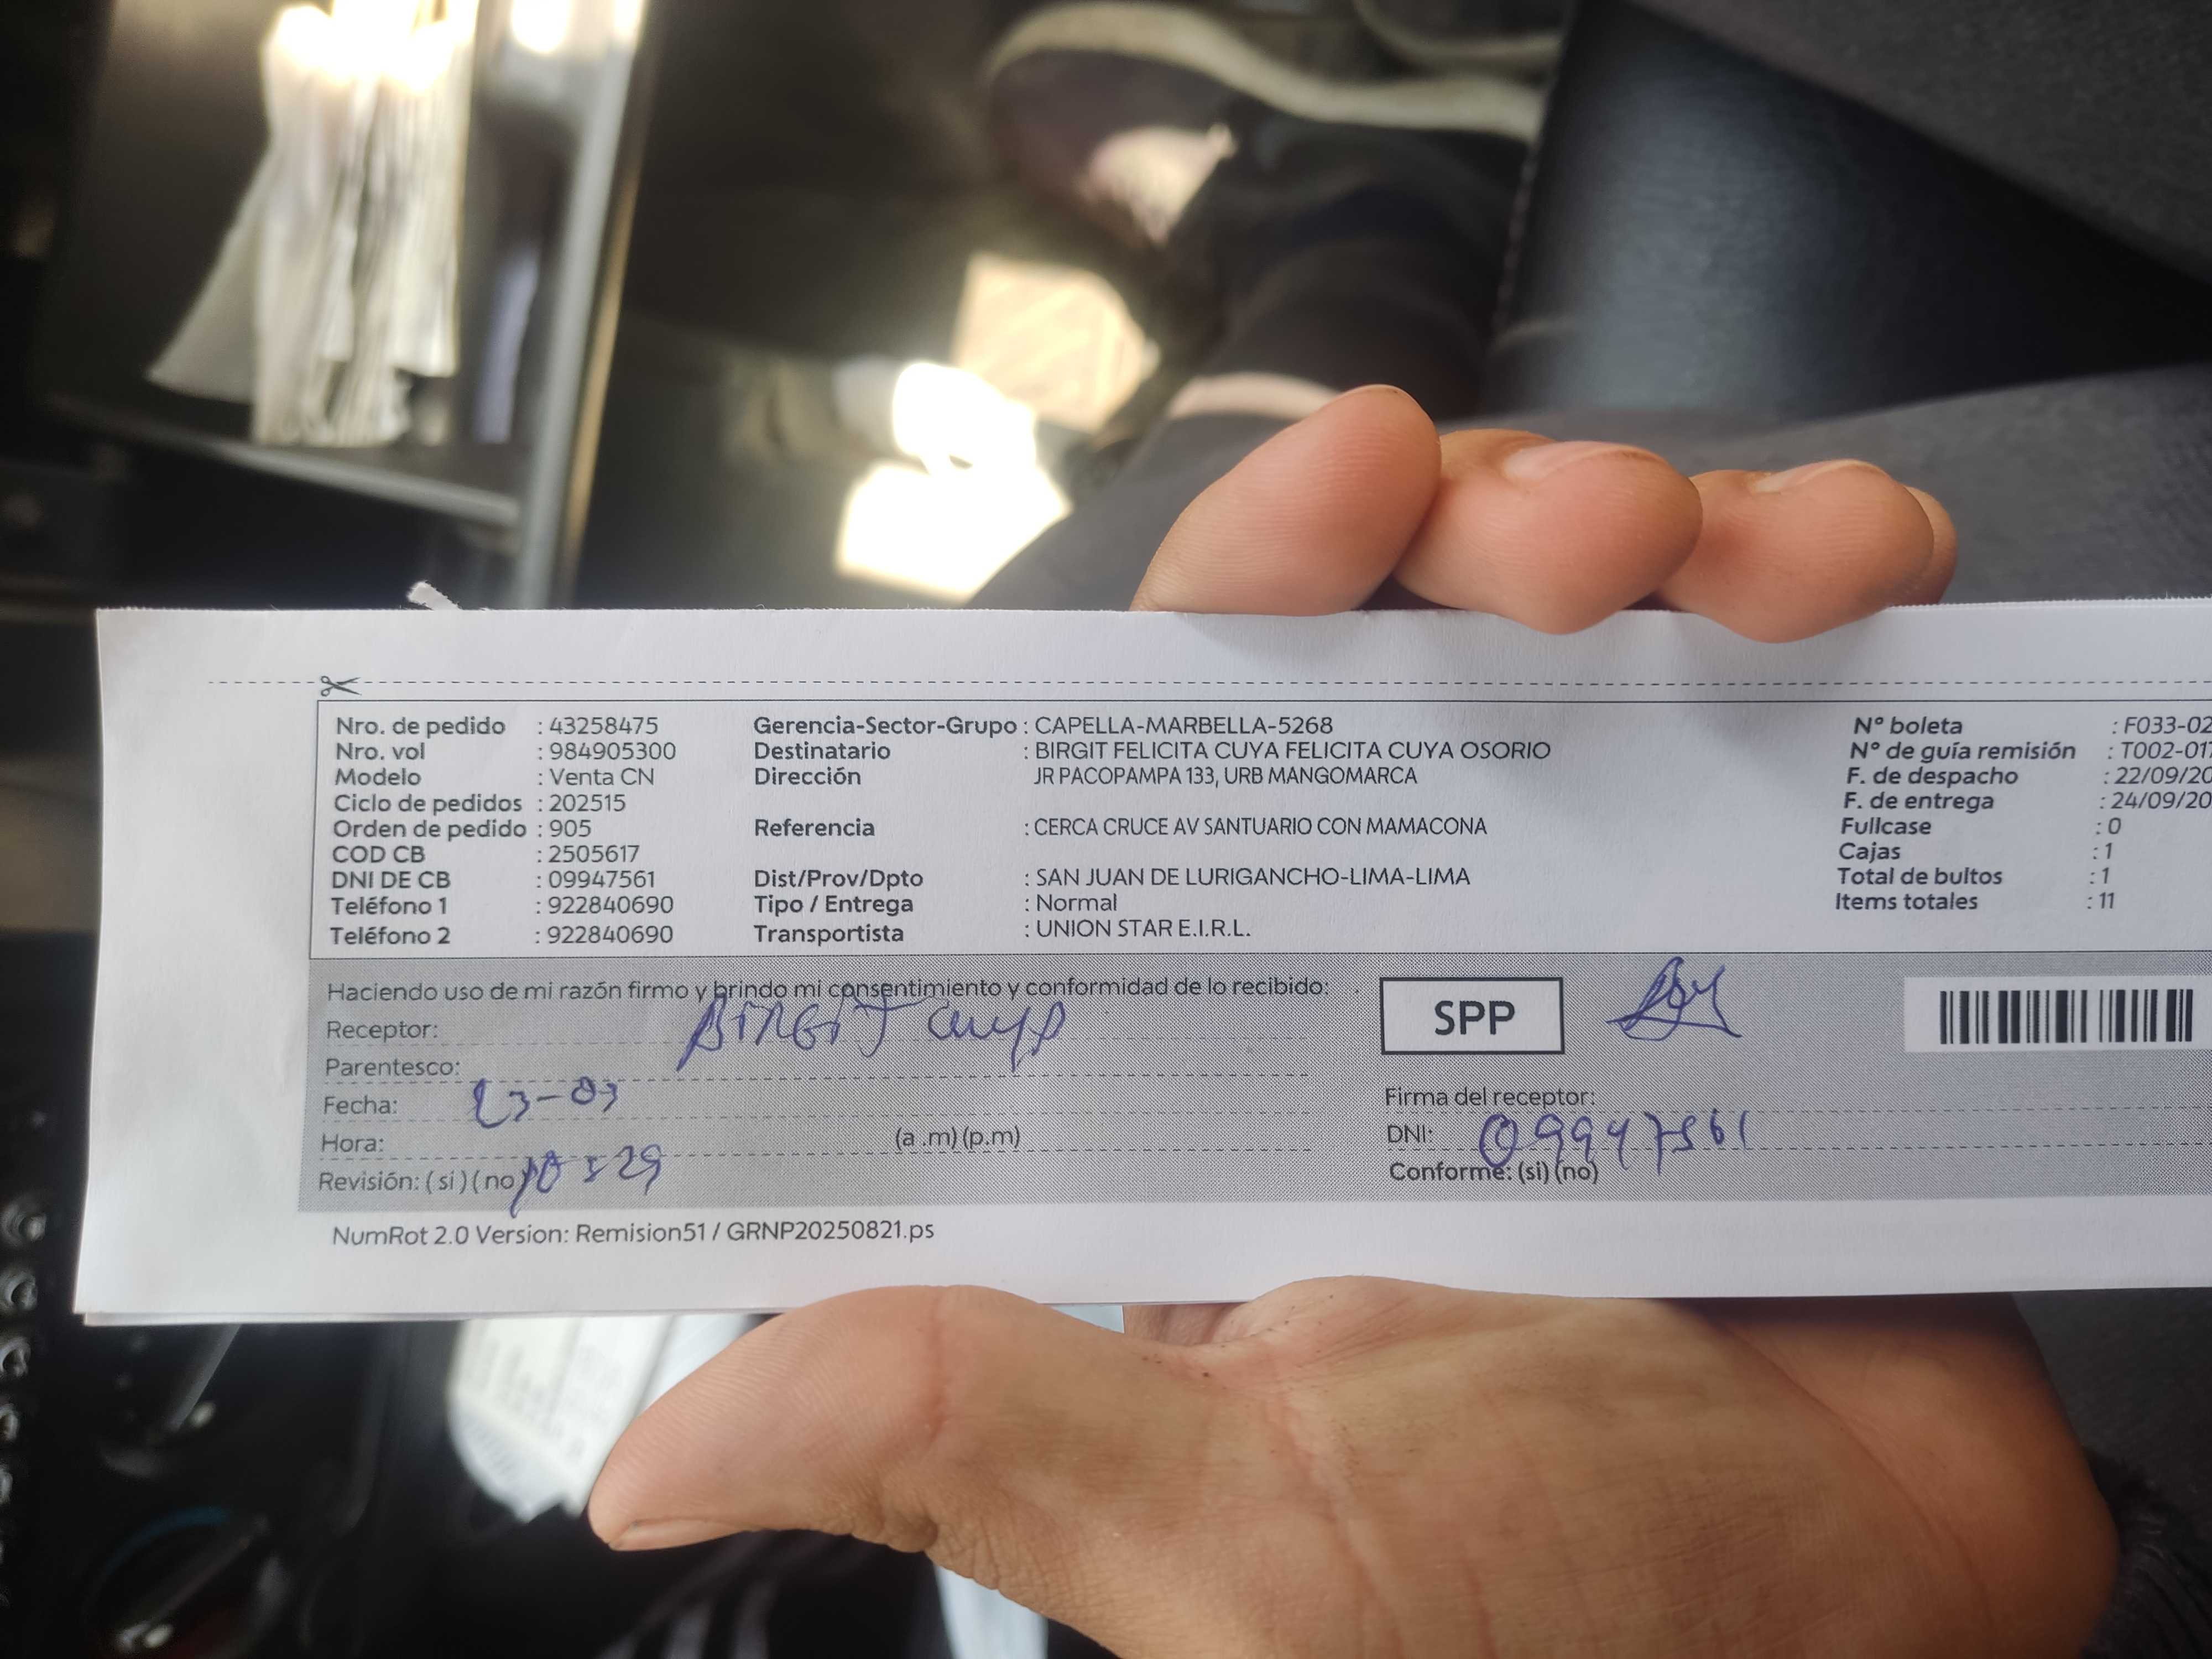 Nro. de pedido : 43258475 Gerencia-Sector-Grupo : CAPELLA-MARBELLA-5268 N° boleta : F033-02
Nro. vol : 984905300 Destinatario : BIRGIT FELICITA CUYA FELICITA CUYA OSORIO N° de guía remisión : T002-017
Modelo : Venta CN Dirección JR PACOPAMPA 133, URB MANGOMARCA F. de despacho : 22/09/20
Ciclo de pedidos : 202515 F. de entrega : 24/09/20
Orden de pedido : 905 Referencia : CERCA CRUCE AV SANTUARIO CON MAMACONA Fullcase : 0
COD CB : 2505617 Cajas : 1
DNI DE CB : 09947561 Dist/Prov/Dpto : SAN JUAN DE LURIGANCHO-LIMA-LIMA Total de bultos : 1
Teléfono 1 : 922840690 Tipo / Entrega : Normal Items totales : 11
Teléfono 2 : 922840690 Transportista : UNION STAR E.I.R.L.
Haciendo uso de mi razón firmo y brindo mi consentimiento y conformidad de lo recibido: SPP
Receptor: BIRGIT Cuya
Parentesco:
Fecha: 23-09 Firma del receptor:
Hora: (a .m) (p.m) DNI: 09947561
Revisión: ( si ) ( no ) 10:29 Conforme: (si) (no)
NumRot 2.0 Version: Remision51 / GRNP20250821.ps